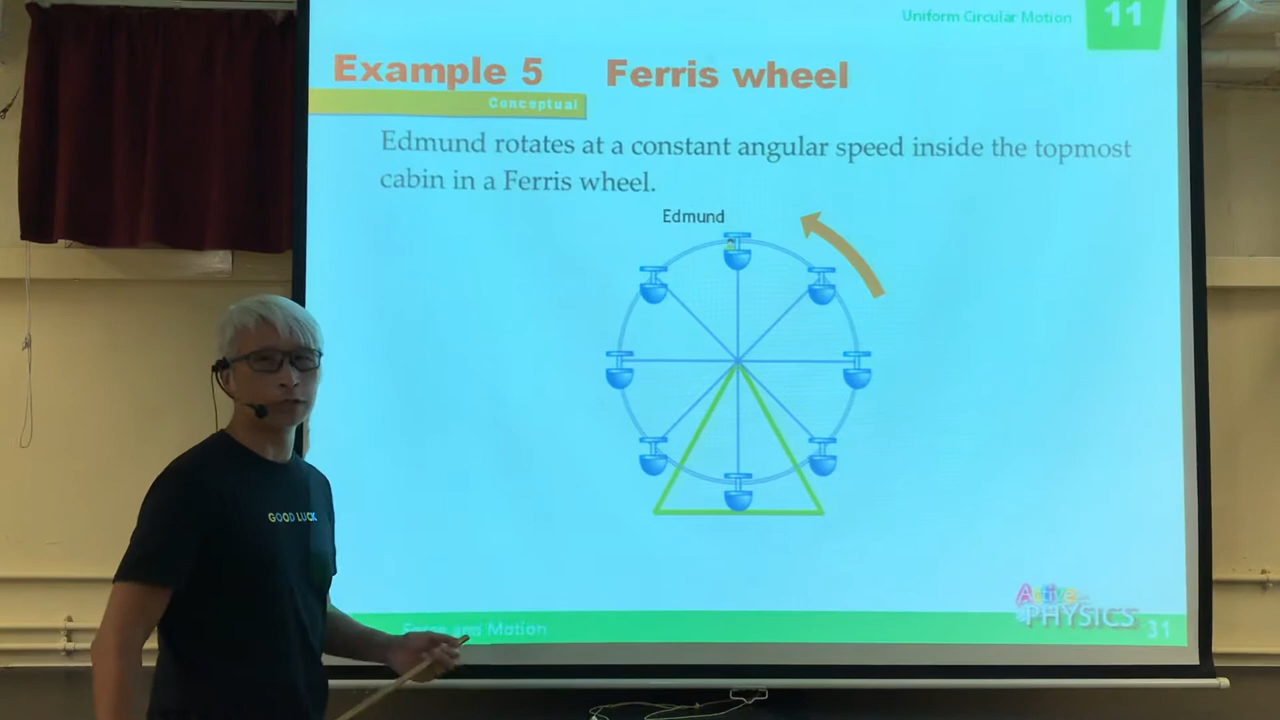 Uniform Circular Motion
11
Example 5 Ferris wheel
Conceptual
Edmund rotates at a constant angular speed inside the topmost
cabin in a Ferris wheel.
Edmund
GOOD LUCK
Active
PHYSICS
Force and Motion
31